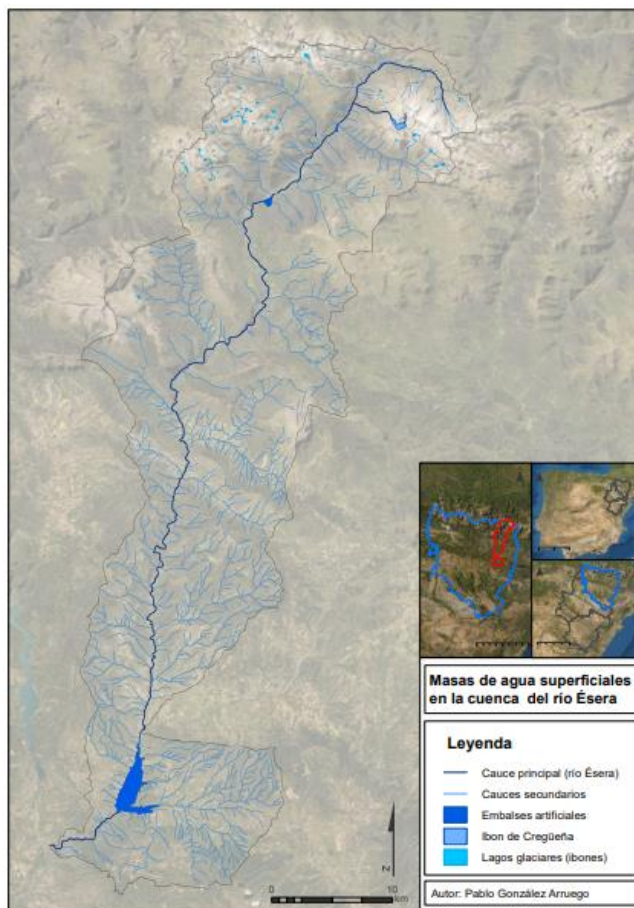 Masas de agua superficiales
en la cuenca del río Ésera
Leyenda
Cauce principal (río Ésera)
Cauces secundarios
Embalses artificiales
Ibon de Cregüeña
Lagos glaciares (ibones)
Autor: Pablo González Arruego
N
0 10
km